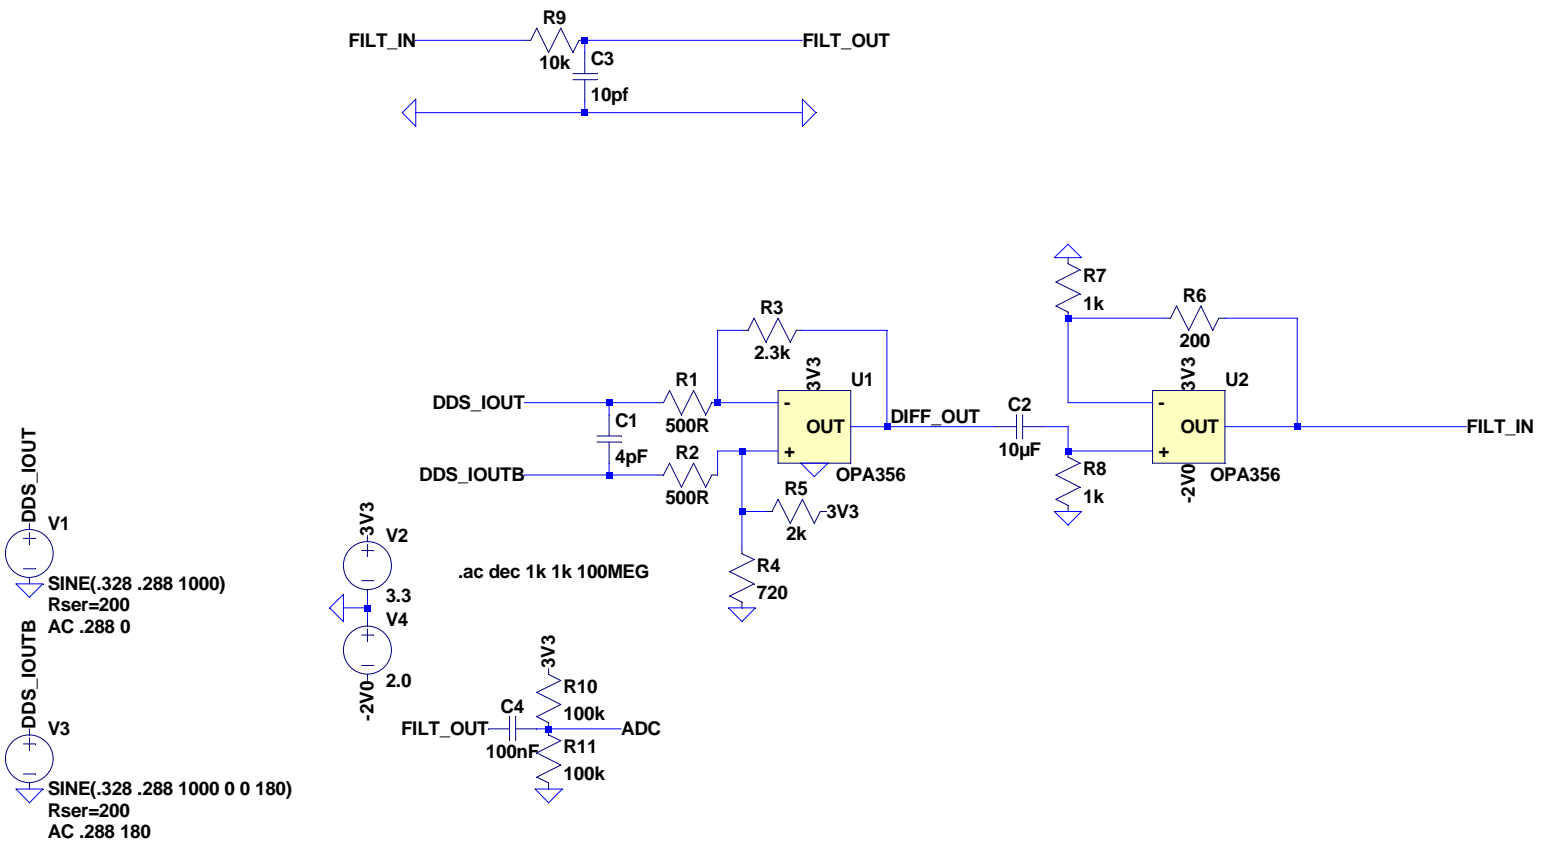 R9
FILT_IN
FILT_OUT
10k
C3
10pf
R7
1k
R6
200
R3
2.3k
3V3
U1
3V3
U2
R1
DDS_IOUT
-
500R
C1
OUT
DIFF_OUT
C2
-
OUT
FILT_IN
4pF
R2
+
10µF
+
DDS_IOUTB
500R
OPA356
R8
1k
-2V0
OPA356
R5
3V3
2k
R4
720
DDS_IOUT
V1
+
-
SINE(.328 .288 1000)
Rser=200
AC .288 0
3V3
V2
+
-
3.3
V4
+
-
2.0
-2V0
.ac dec 1k 1k 100MEG
DDS_IOUTB
V3
+
-
SINE(.328 .288 1000 0 0 180)
Rser=200
AC .288 180
3V3
R10
100k
C4
FILT_OUT
ADC
100nF
R11
100k